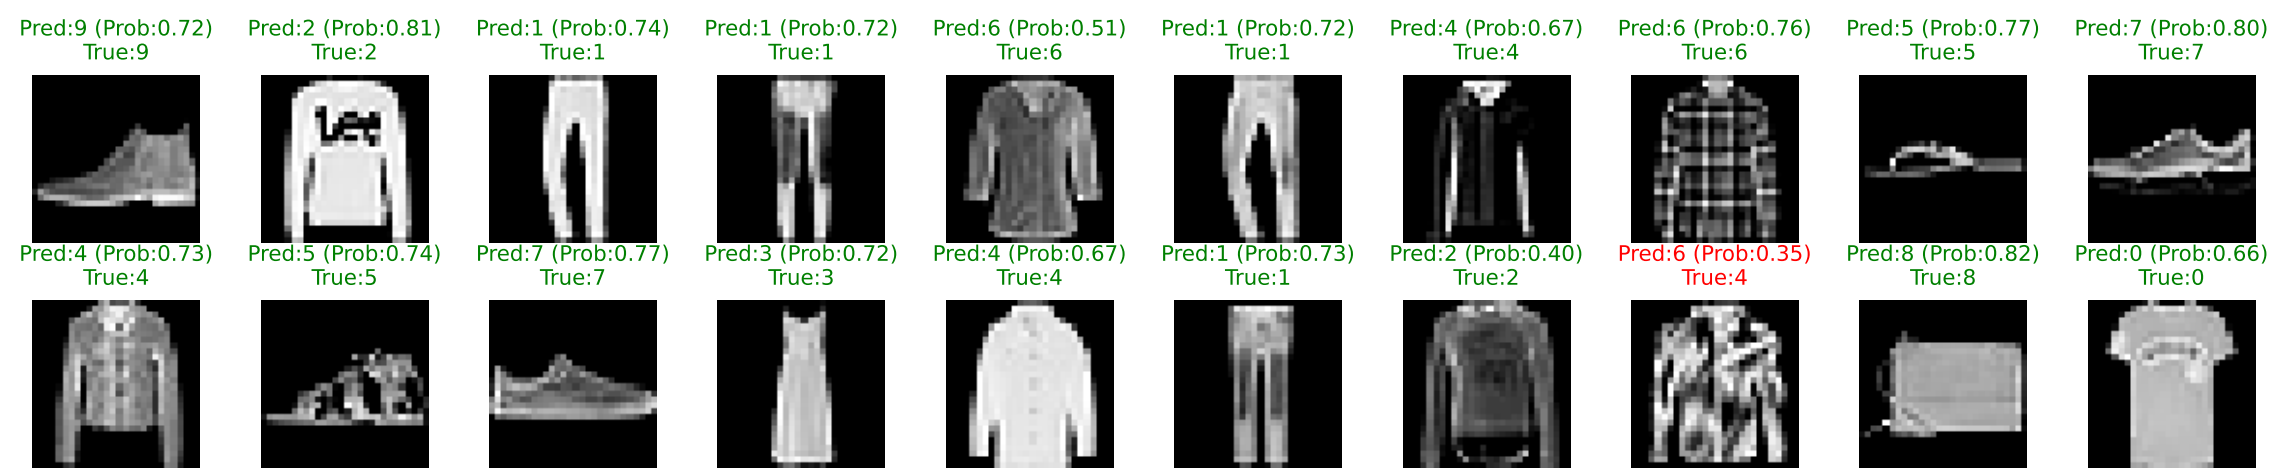 Pred:9 (Prob:0.72) Pred:2 (Prob:0.81) Pred:1 (Prob:0.74) Pred:1 (Prob:0.72) Pred:6 (Prob:0.51) Pred:1 (Prob:0.72) Pred:4 (Prob:0.67) Pred:6 (Prob:0.76) Pred:5 (Prob:0.77) Pred:7 (Prob:0.80)
True:9 True:2 True:1 True:1 True:6 True:1 True:4 True:6 True:5 True:7
Lee
Pred:4 (Prob:0.73) Pred:5 (Prob:0.74) Pred:7 (Prob:0.77) Pred:3 (Prob:0.72) Pred:4 (Prob:0.67) Pred:1 (Prob:0.73) Pred:2 (Prob:0.40) Pred:6 (Prob:0.35) Pred:8 (Prob:0.82) Pred:0 (Prob:0.66)
True:4 True:5 True:7 True:3 True:4 True:1 True:2 True:4 True:8 True:0